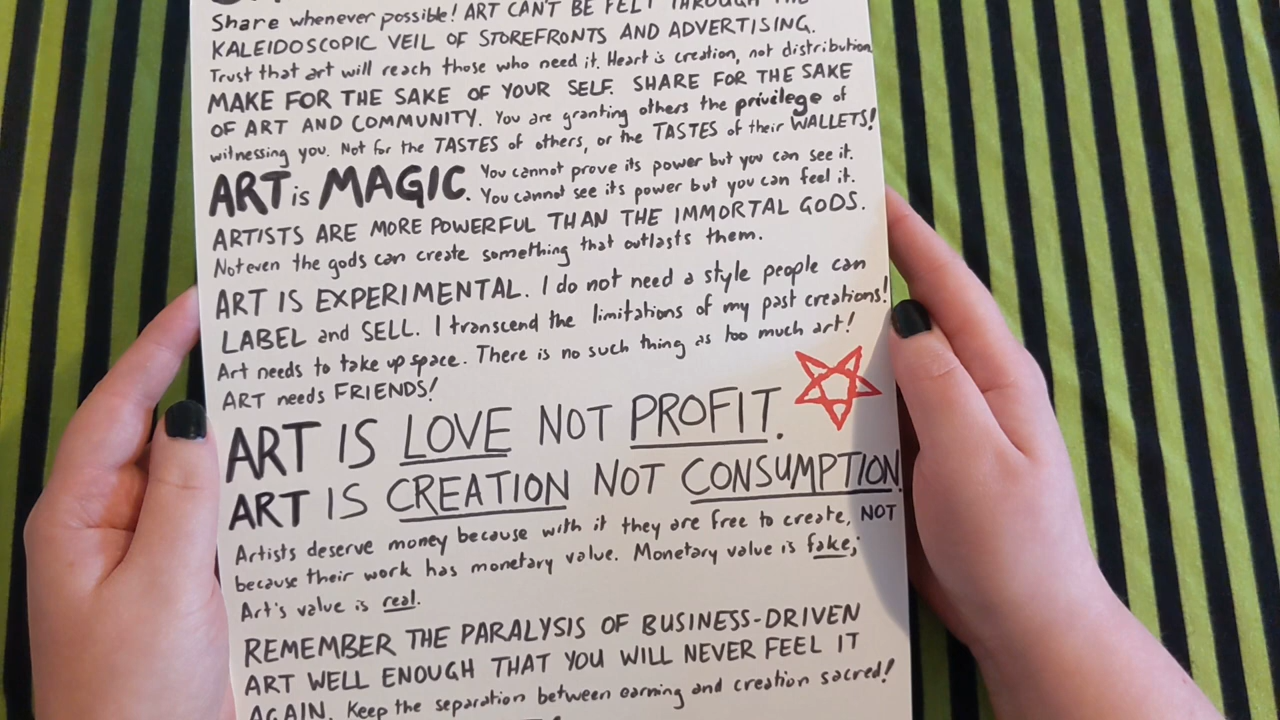 Share whenever possible! ART CAN'T BE FELT THROUGH THE
KALEIDOSCOPIC VEIL OF STOREFRONTS AND ADVERTISING.
Trust that art will reach those who need it. Heart is creation, not distribution
MAKE FOR THE SAKE OF YOUR SELF. SHARE FOR THE SAKE
OF ART AND COMMUNITY. You are granting others the privilege of
witnessing you. Not for the TASTES of others, or the TASTES of their WALLETS!
ART is MAGIC. You cannot prove its power but you can see it.
You cannot see its power but you can feel it.
ARTISTS ARE MORE POWERFUL THAN THE IMMORTAL GODS.
Not even the gods can create something that outlasts them.
ART IS EXPERIMENTAL. I do not need a style people can
LABEL and SELL. I transcend the limitations of my past creations!
Art needs to take up space. There is no such thing as too much art!
ART needs FRIENDS!
ART IS LOVE NOT PROFIT.
ART IS CREATION NOT CONSUMPTION.
Artists deserve money because with it they are free to create, NOT
because their work has monetary value. Monetary value is fake;
Art's value is real.
REMEMBER THE PARALYSIS OF BUSINESS-DRIVEN
ART WELL ENOUGH THAT YOU WILL NEVER FEEL IT
AGAIN. Keep the separation between earning and creation sacred!